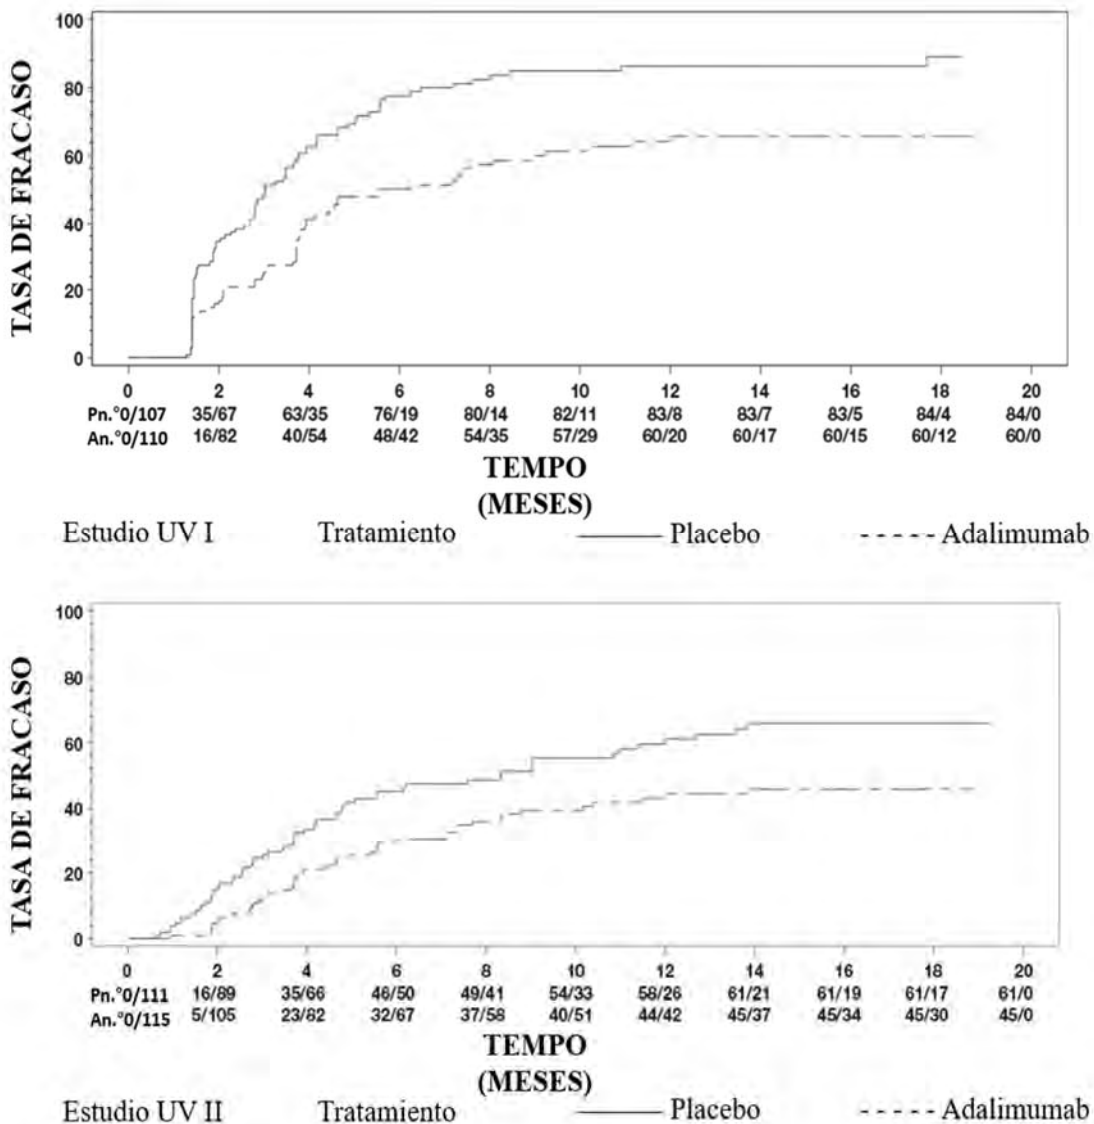 TASA DE FRACASO
100
80
60
40
20
0
0 2 4 6 8 10 12 14 16 18 20
Pn.°0/107 35/67 63/35 76/19 80/14 82/11 83/8 83/7 83/5 84/4 84/0
An.°0/110 16/82 40/54 48/42 54/35 57/29 60/20 60/17 60/15 60/12 60/0
TEMPO
(MESES)
Estudio UV I Tratamiento Placebo Adalimumab
TASA DE FRACASO
100
80
60
40
20
0
0 2 4 6 8 10 12 14 16 18 20
Pn.°0/111 16/89 35/66 46/50 49/41 54/33 58/26 61/21 61/19 61/17 61/0
An.°0/115 5/105 23/82 32/67 37/58 40/51 44/42 45/37 45/34 45/30 45/0
TEMPO
(MESES)
Estudio UV II Tratamiento Placebo Adalimumab